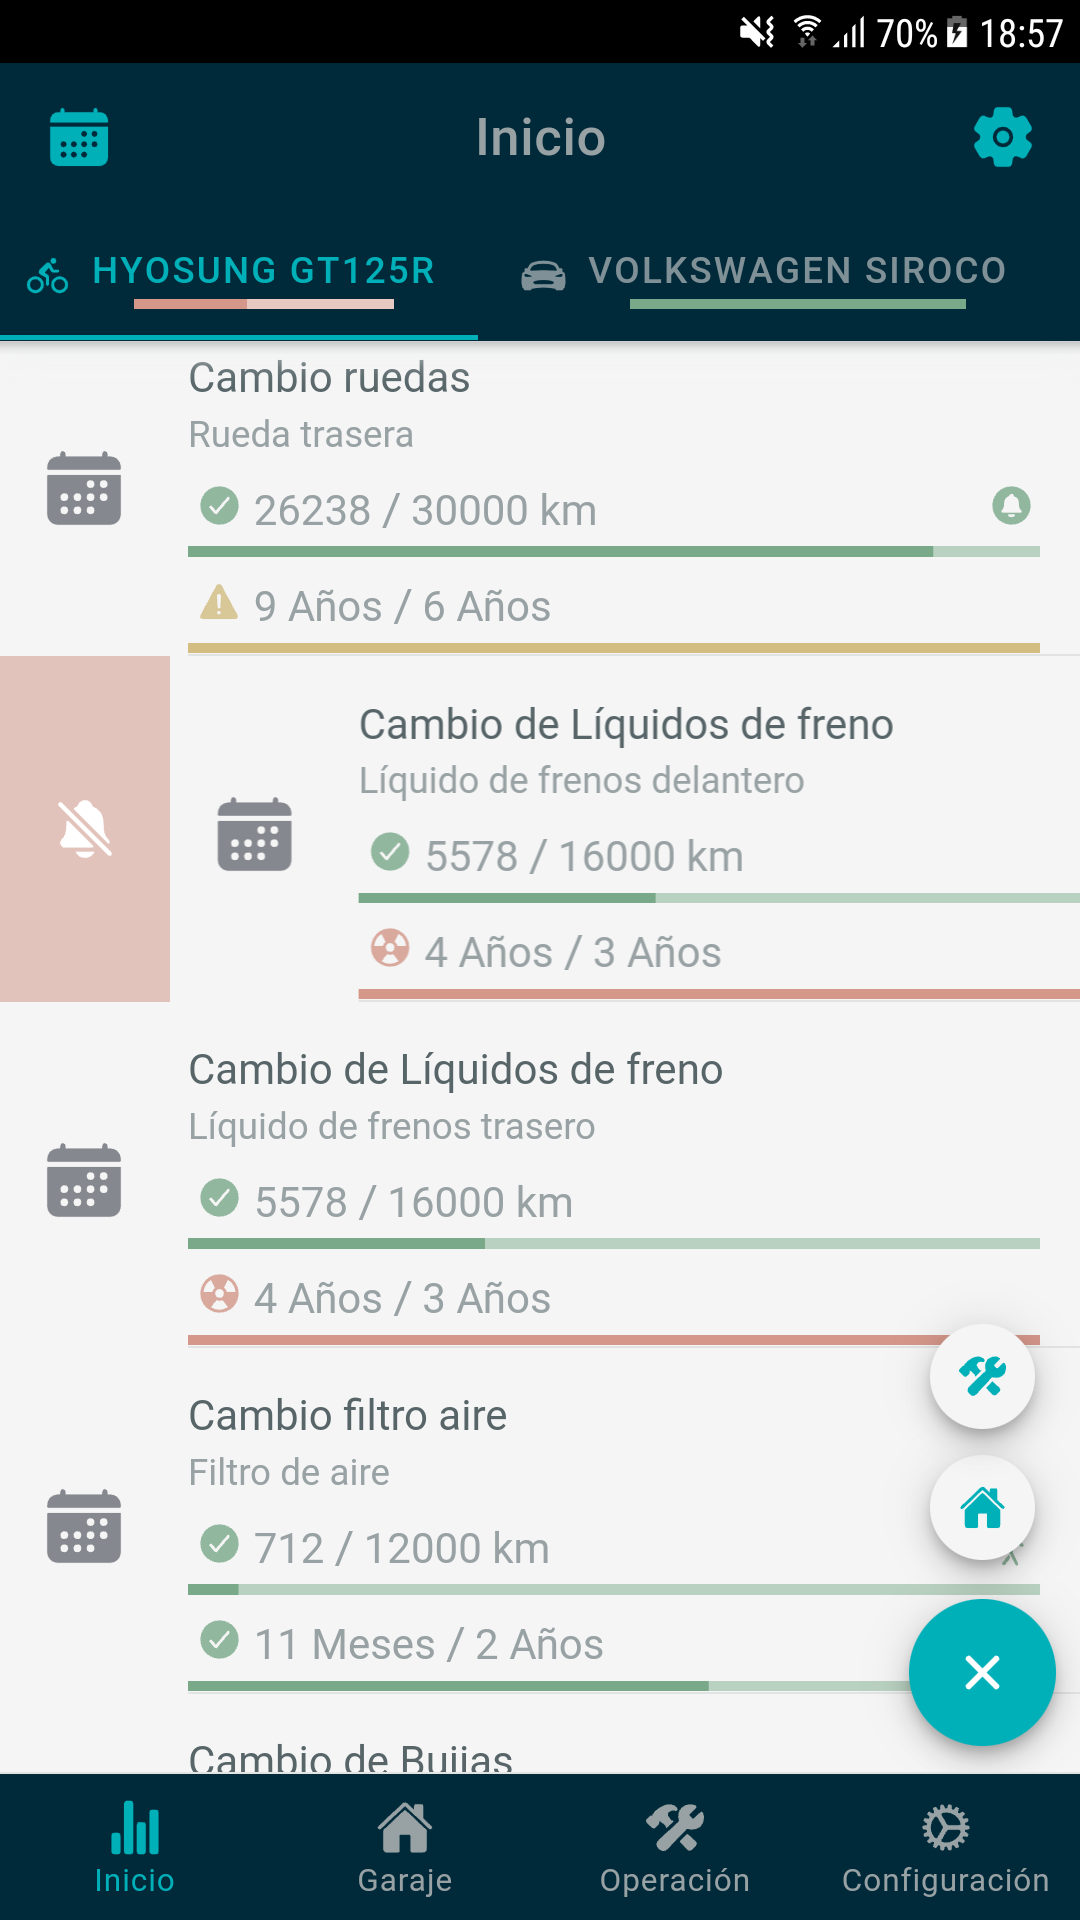 70% 18:57
Inicio
HYOSUNG GT125R
VOLKSWAGEN SIROCO
Cambio ruedas
Rueda trasera
26238 / 30000 km
9 Años / 6 Años
Cambio de Líquidos de freno
Líquido de frenos delantero
5578 / 16000 km
4 Años / 3 Años
Cambio de Líquidos de freno
Líquido de frenos trasero
5578 / 16000 km
4 Años / 3 Años
Cambio filtro aire
Filtro de aire
712 / 12000 km
11 Meses / 2 Años
Cambio de Bujias
Inicio
Garaje
Operación
Configuración